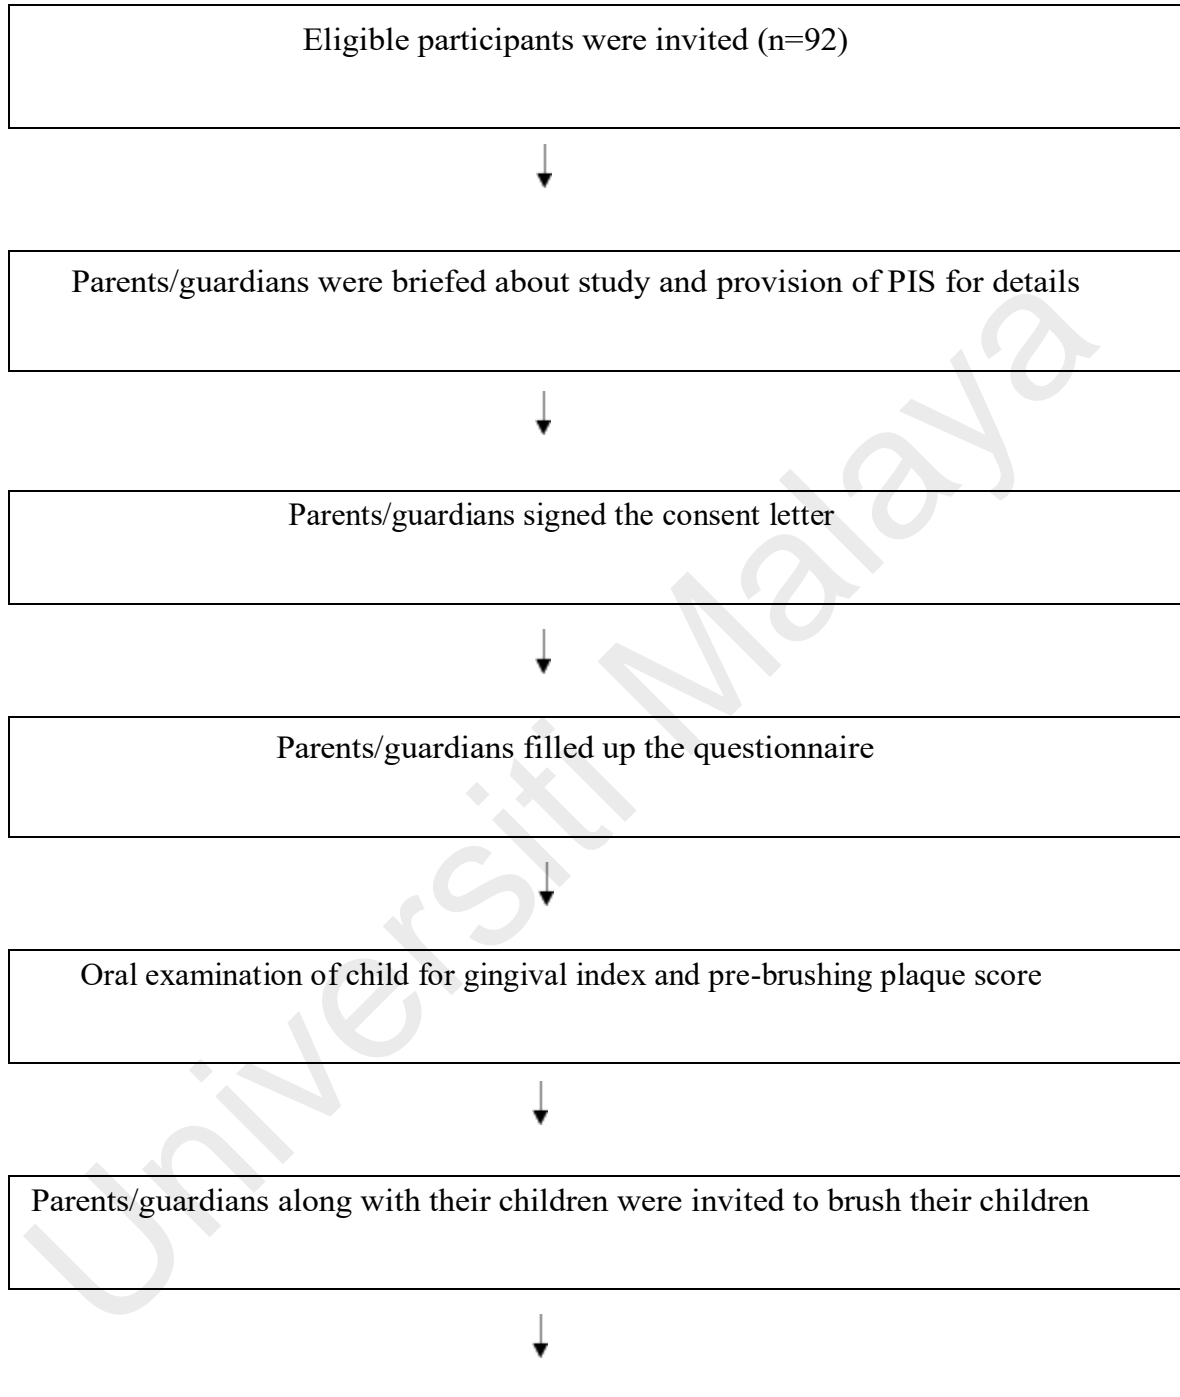 Eligible participants were invited (n=92)
Parents/guardians were briefed about study and provision of PIS for details
Parents/guardians signed the consent letter
Parents/guardians filled up the questionnaire
Oral examination of child for gingival index and pre-brushing plaque score
Parents/guardians along with their children were invited to brush their children
Universiti Malaya